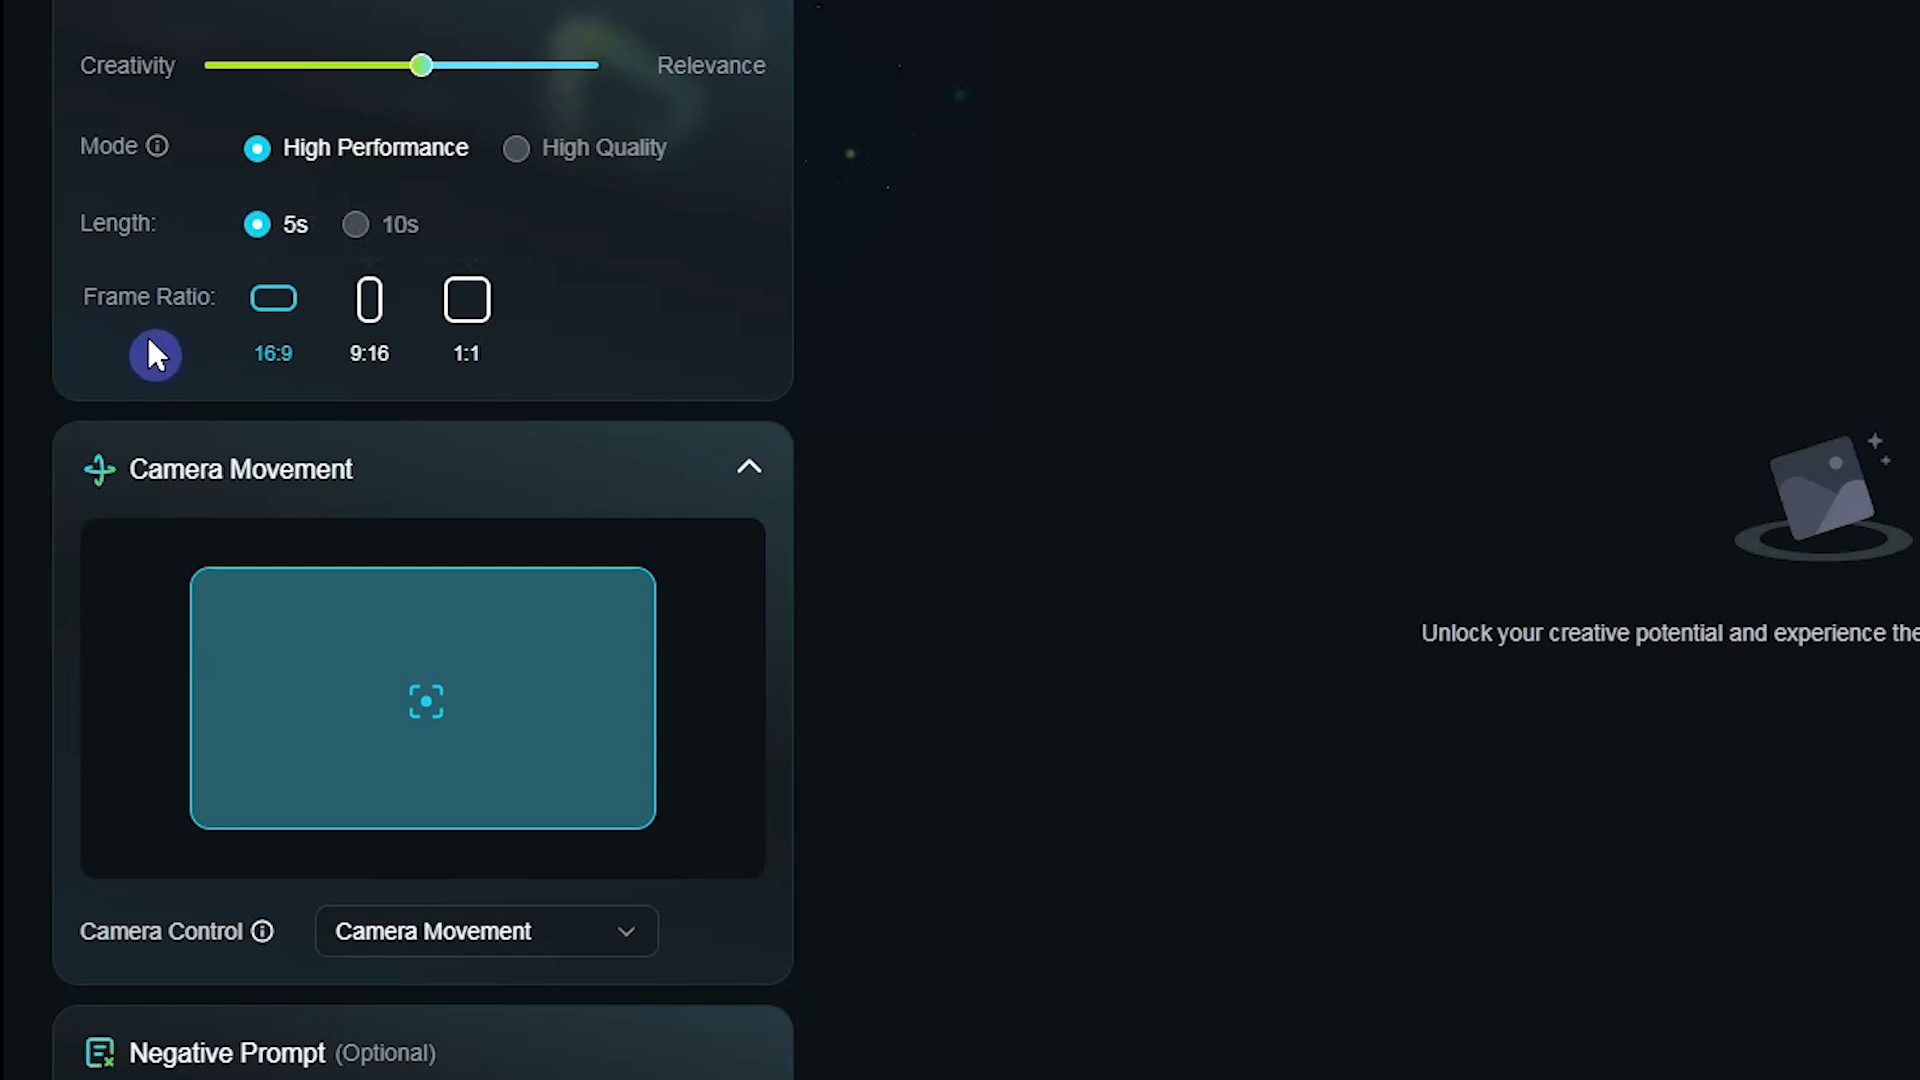 Creativity Relevance
Mode High Performance High Quality
Length: 5s 10s
Frame Ratio:
16:9 9:16 1:1
Camera Movement
Unlock your creative potential and experience the
Camera Control Camera Movement
Negative Prompt (Optional)